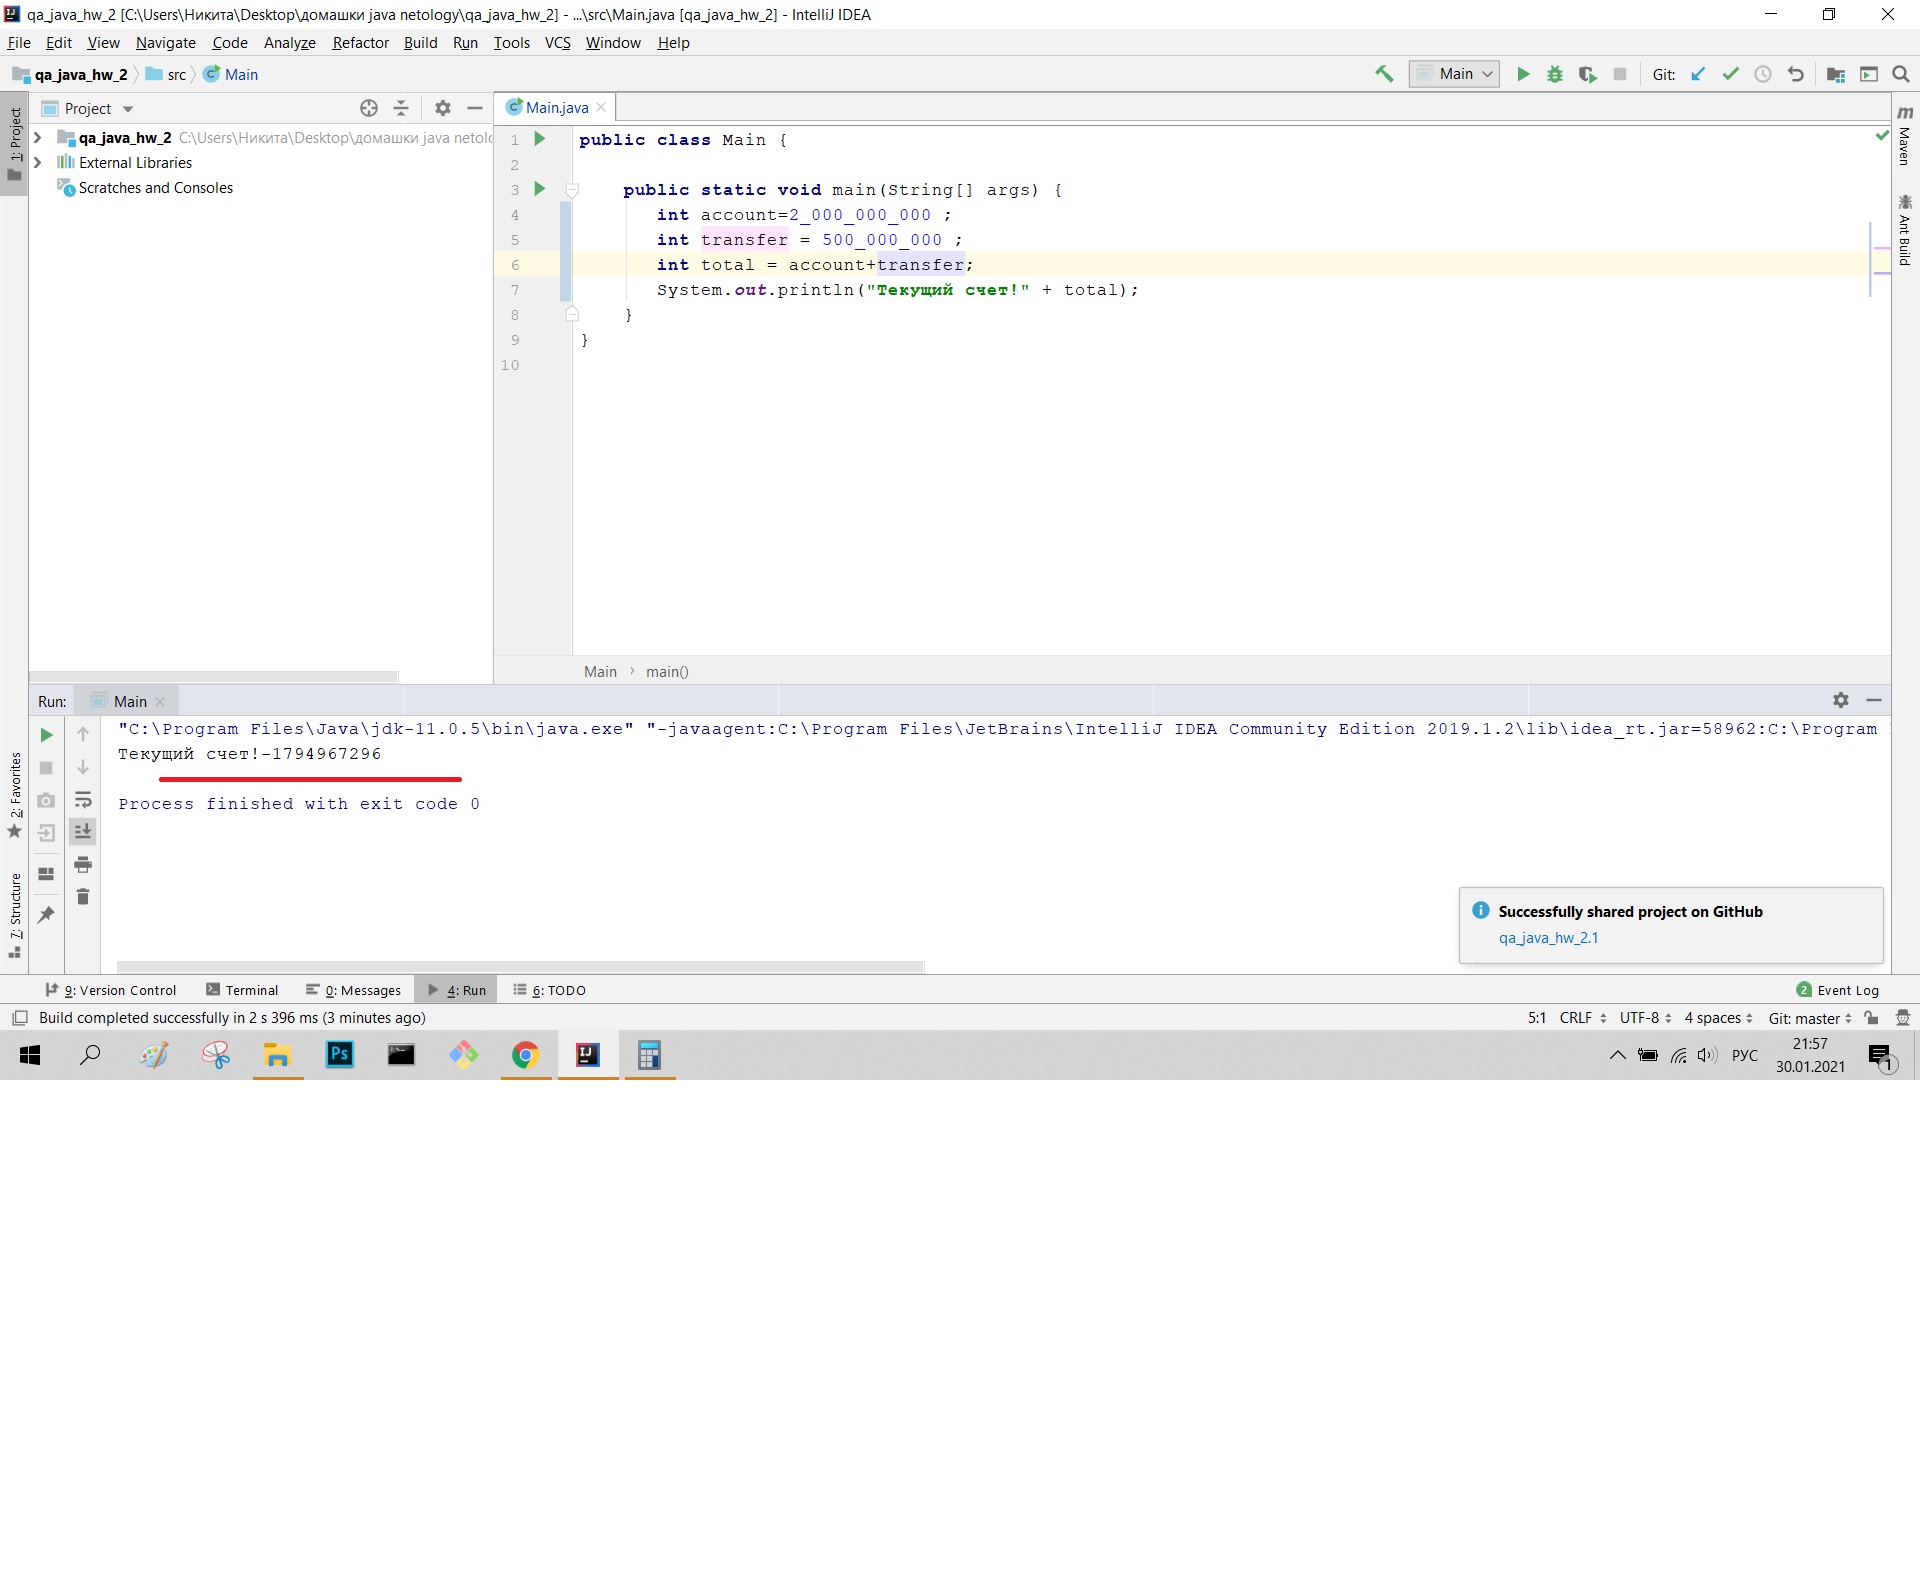 qa_java_hw_2 [C:\Users\Никита\Desktop\домашки java netology\qa_java_hw_2] - ...\src\Main.java [qa_java_hw_2] - IntelliJ IDEA
File Edit View Navigate Code Analyze Refactor Build Run Tools VCS Window Help
qa_java_hw_2 src Main
Main
Git:
1: Project
Project
Main.java
qa_java_hw_2 C:\Users\Никита\Desktop\домашки java netolo
External Libraries
Scratches and Consoles
1 public class Main {
2
3 public static void main(String[] args) {
4 int account=2_000_000_000 ;
5 int transfer = 500_000_000 ;
6 int total = account+transfer;
7 System.out.println("Текущий счет!" + total);
8 }
9 }
10
Maven
Ant Build
Main › main()
Run: Main
"C:\Program Files\Java\jdk-11.0.5\bin\java.exe" "-javaagent:C:\Program Files\JetBrains\IntelliJ IDEA Community Edition 2019.1.2\lib\idea_rt.jar=58962:C:\Program
Текущий счет!-1794967296
Process finished with exit code 0
2: Favorites
7: Structure
Successfully shared project on GitHub
qa_java_hw_2.1
9: Version Control Terminal 0: Messages 4: Run 6: TODO
2 Event Log
Build completed successfully in 2 s 396 ms (3 minutes ago)
5:1 CRLF UTF-8 4 spaces Git: master
Ps
РУС
21:57
30.01.2021
1